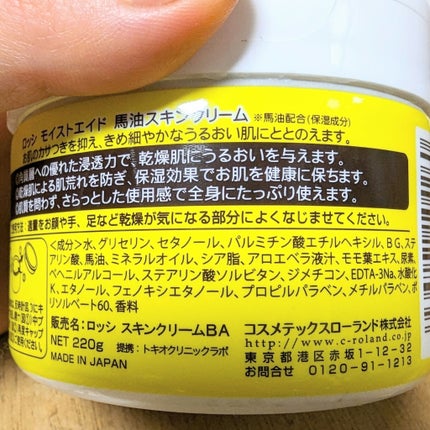 ロッシ モイストエイド 馬油スキンクリーム ※馬油配合(保湿成分)
お肌のカサつきを抑え、きめ細やかなうるおい肌にととのえます。
への優れた浸透力で、乾燥肌にうるおいを与えます。
乾燥肌による肌荒れを防ぎ、保湿効果でお肌を健康に保ちます。
肌質を問わず、さらっとした使用感で全身にたっぷり使えます。
方法：適量をお顔や手、足など乾燥が気になる部分によくなじませてください。
＜成分＞水、グリセリン、セタノール、パルミチン酸エチルヘキシル、BG、ステ
アリン酸、馬油、ミネラルオイル、シア脂、アロエベラ液汁、モモ葉エキス、尿素、
ベヘニルアルコール、ステアリン酸ソルビタン、ジメチコン、EDTA-3Na、水酸化
K、エタノール、フェノキシエタノール、プロピルパラベン、メチルパラベン、ポ
リソルベート60、香料
販売名：ロッシ スキンクリームBA
NET 220g 提携：トキオクリニックラボ
MADE IN JAPAN
コスメテックスローランド株式会社
http://www.c-roland.co.jp
東京都港区赤坂1-12-32
お問合せ 0120-91-1213